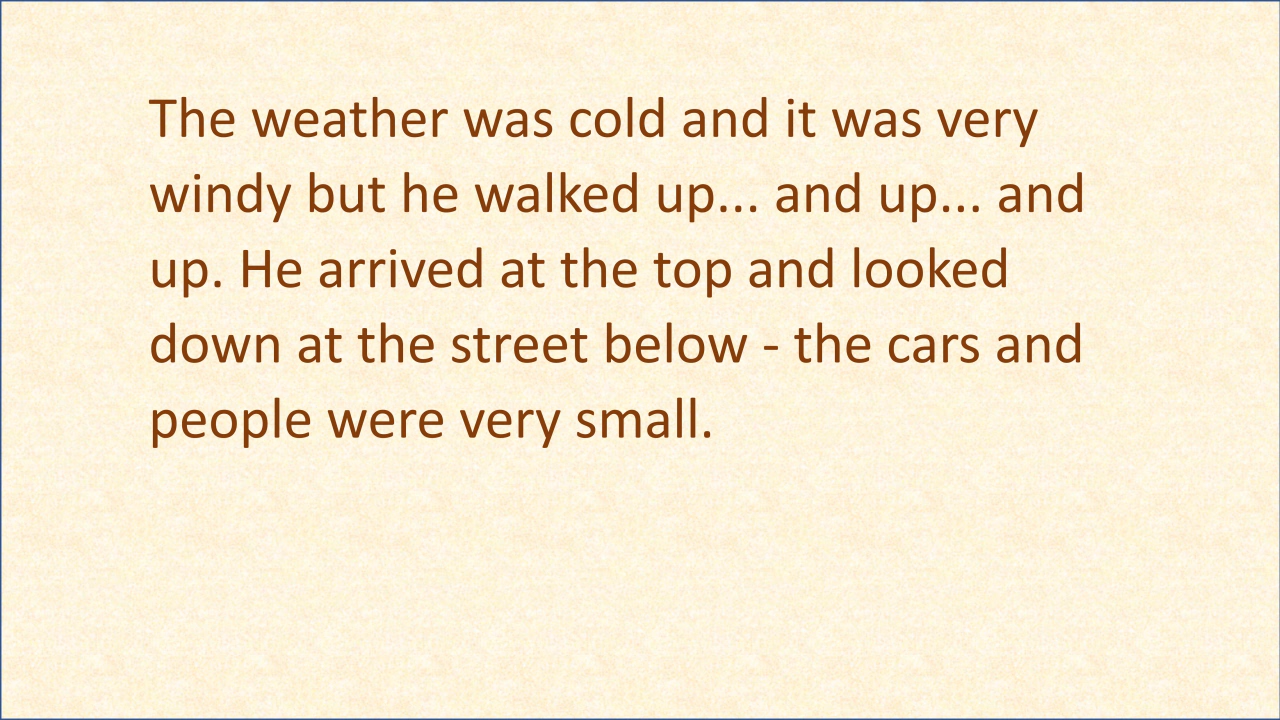 The weather was cold and it was very
windy but he walked up... and up... and
up. He arrived at the top and looked
down at the street below - the cars and
people were very small.